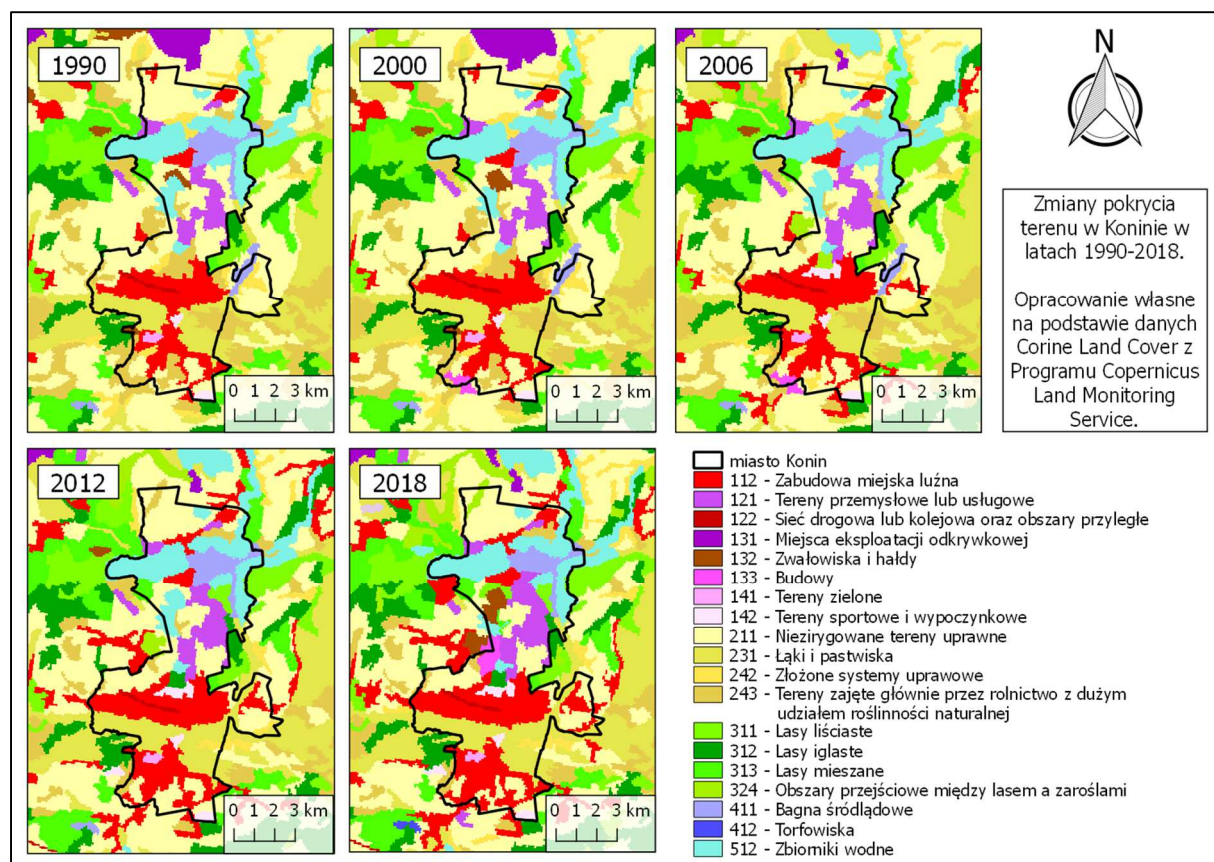 1990
2000
2006
N
0 1 2 3 km
0 1 2 3 km
0 1 2 3 km
Zmiany pokrycia
terenu w Koninie w
latach 1990-2018.
Opracowanie własne
na podstawie danych
Corine Land Cover z
Programu Copernicus
Land Monitoring
Service.
2012
2018
0 1 2 3 km
0 1 2 3 km
miasto Konin
112 - Zabudowa miejska luźna
121 - Tereny przemysłowe lub usługowe
122 - Sieć drogowa lub kolejowa oraz obszary przyległe
131 - Miejsca eksploatacji odkrywkowej
132 - Zwałowiska i hałdy
133 - Budowy
141 - Tereny zielone
142 - Tereny sportowe i wypoczynkowe
211 - Niezirygowane tereny uprawne
231 - Łąki i pastwiska
242 - Złożone systemy uprawowe
243 - Tereny zajęte głównie przez rolnictwo z dużym
udziałem roślinności naturalnej
311 - Lasy liściaste
312 - Lasy iglaste
313 - Lasy mieszane
324 - Obszary przejściowe między lasem a zaroślami
411 - Bagna śródlądowe
412 - Torfowiska
512 - Zbiorniki wodne